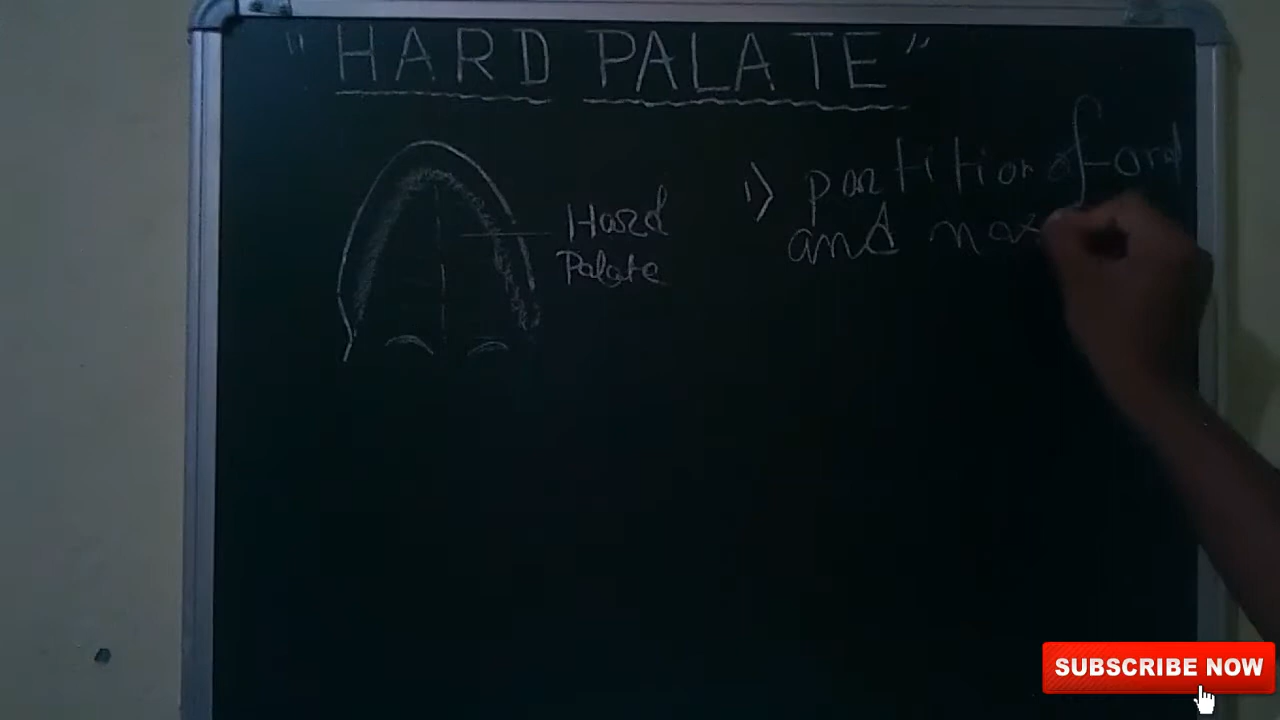 "HARD PALATE"
Hard
Palate
1) partition of oral
and
SUBSCRIBE NOW